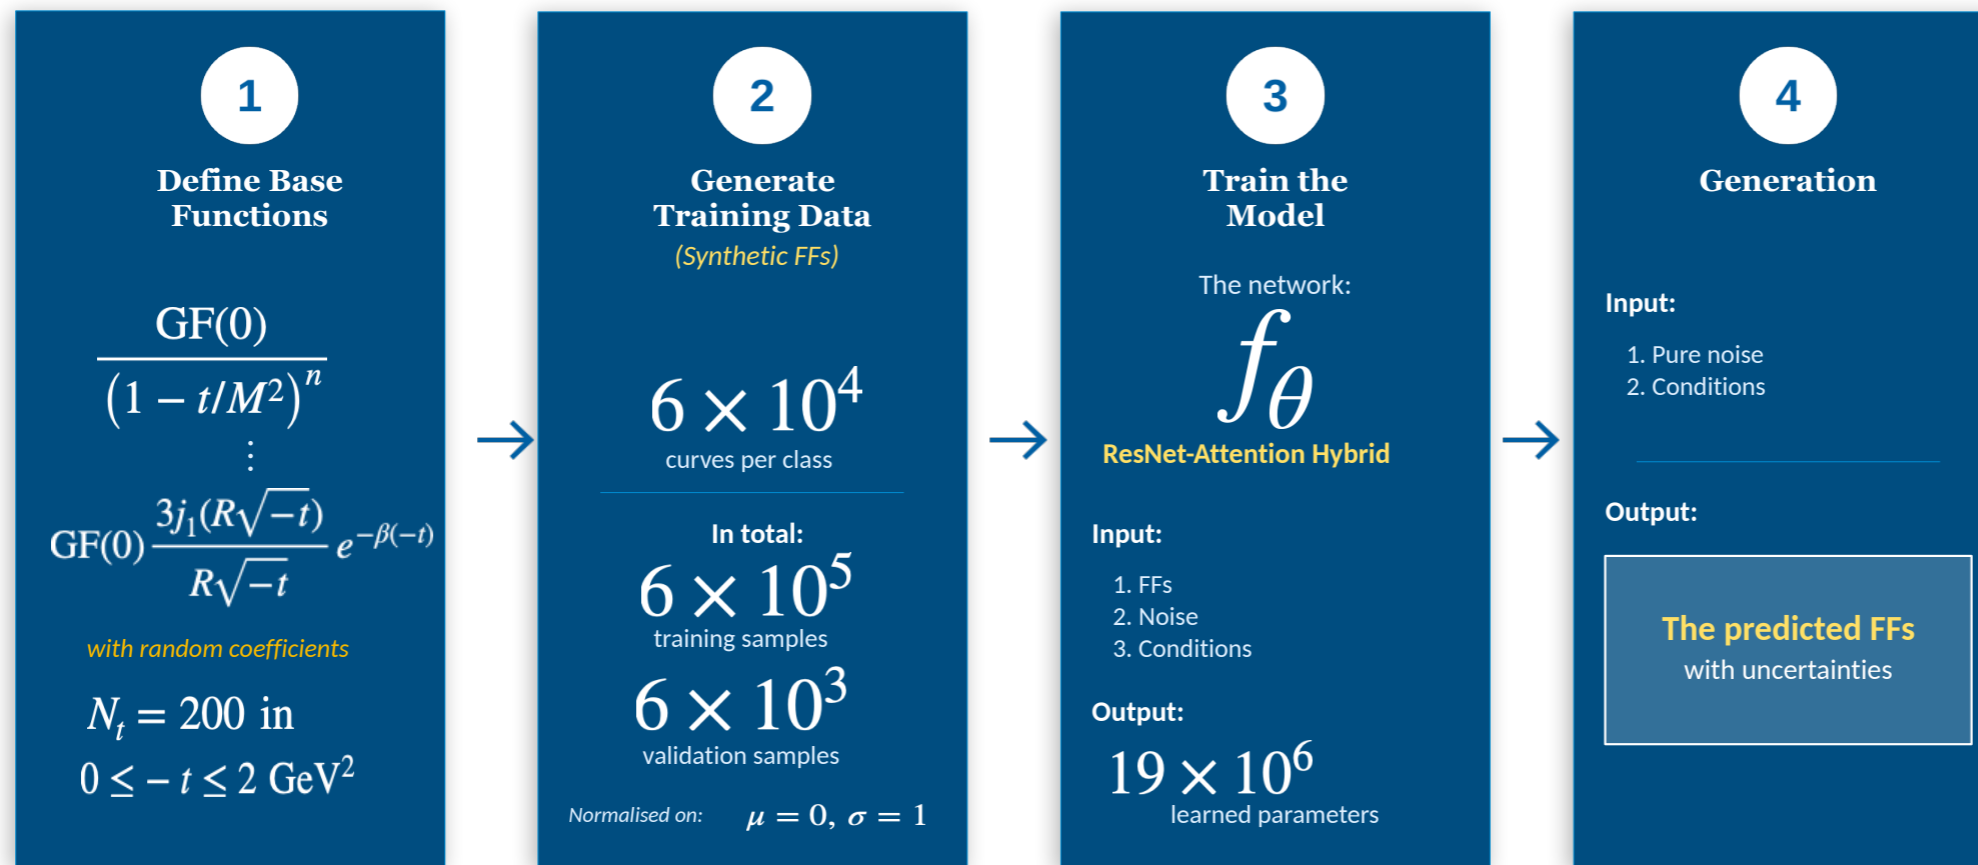 1
Define Base
Functions
GF(0)
(1 − t/M²)ⁿ
⋮
GF(0) 3j₁(R√−t) / R√−t e^−β(−t)
with random coefficients
Nₜ = 200 in
0 ≤ − t ≤ 2 GeV²
2
Generate
Training Data
(Synthetic FFs)
6 × 10⁴
curves per class
In total:
6 × 10⁵
training samples
6 × 10³
validation samples
Normalised on: μ = 0, σ = 1
3
Train the
Model
The network:
f_θ
ResNet-Attention Hybrid
Input:
1. FFs
2. Noise
3. Conditions
Output:
19 × 10⁶
learned parameters
4
Generation
Input:
1. Pure noise
2. Conditions
Output:
The predicted FFs
with uncertainties